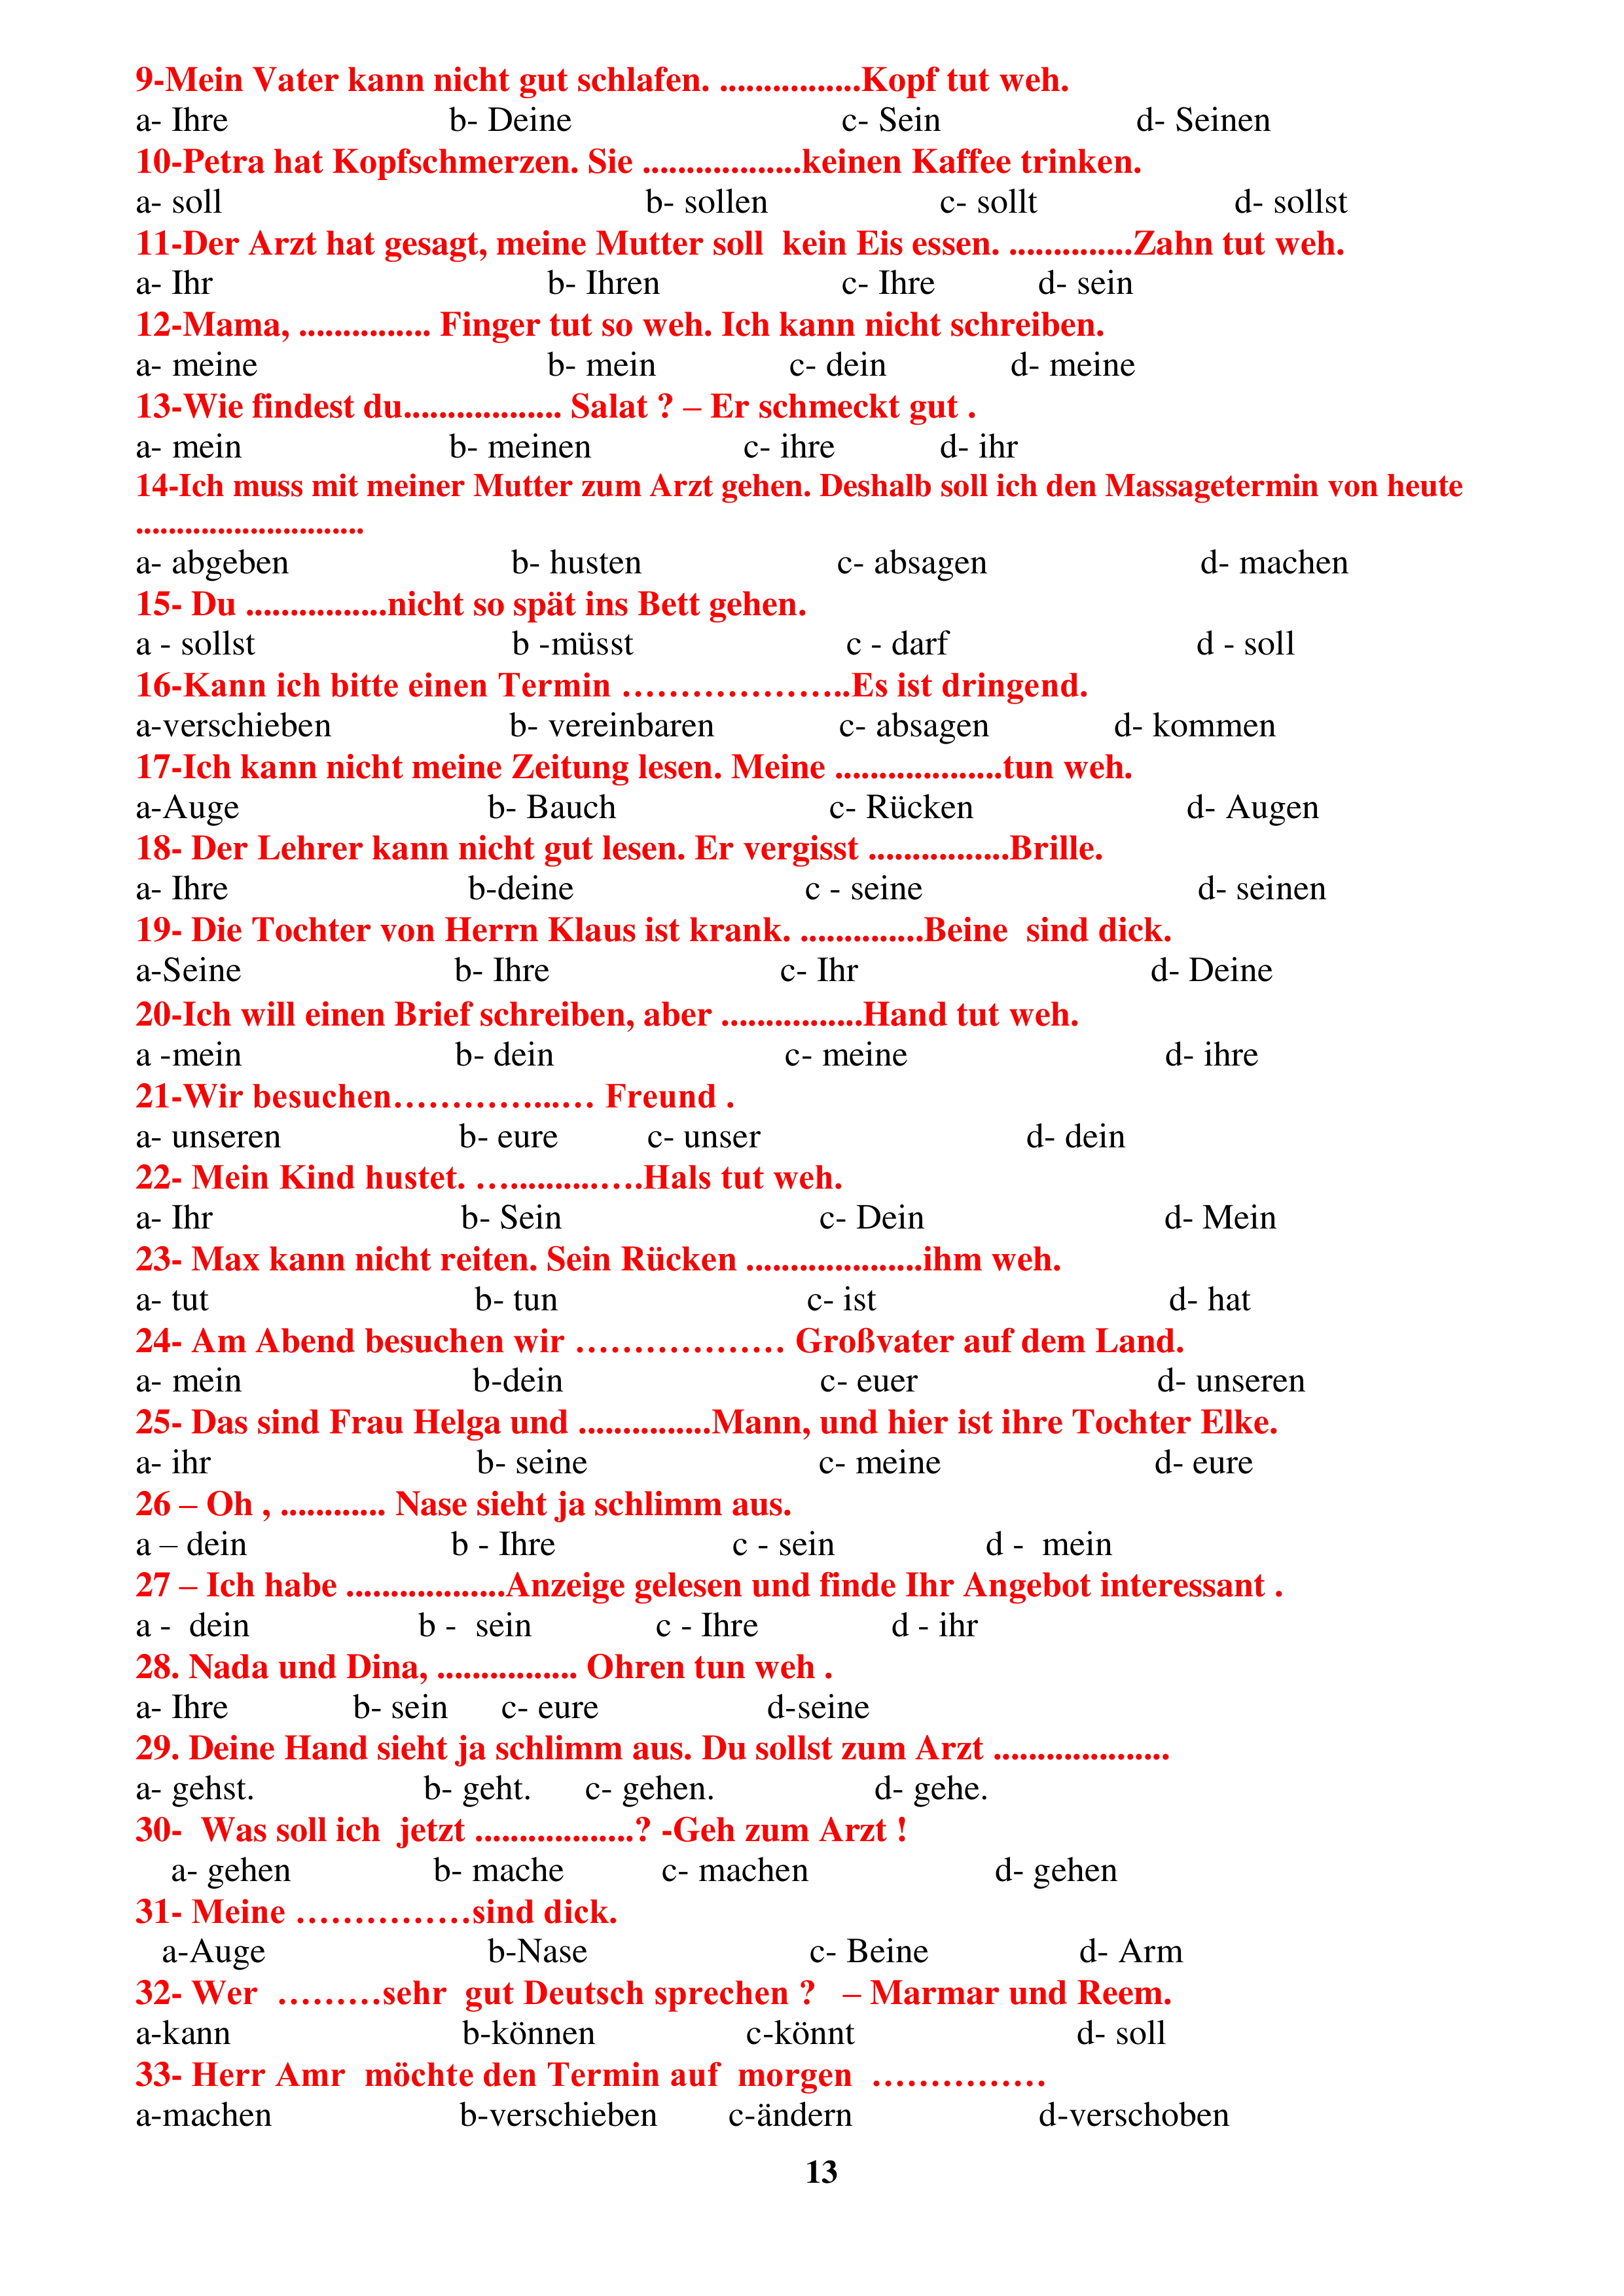 9-Mein Vater kann nicht gut schlafen. ................Kopf tut weh.
a- Ihre b- Deine c- Sein d- Seinen
10-Petra hat Kopfschmerzen. Sie ..................keinen Kaffee trinken.
a- soll b- sollen c- sollt d- sollst
11-Der Arzt hat gesagt, meine Mutter soll kein Eis essen. ..............Zahn tut weh.
a- Ihr b- Ihren c- Ihre d- sein
12-Mama, ............... Finger tut so weh. Ich kann nicht schreiben.
a- meine b- mein c- dein d- meine
13-Wie findest du.................. Salat ? – Er schmeckt gut .
a- mein b- meinen c- ihre d- ihr
14-Ich muss mit meiner Mutter zum Arzt gehen. Deshalb soll ich den Massagetermin von heute
............................
a- abgeben b- husten c- absagen d- machen
15- Du ................nicht so spät ins Bett gehen.
a - sollst b -müsst c - darf d - soll
16-Kann ich bitte einen Termin ………………..Es ist dringend.
a-verschieben b- vereinbaren c- absagen d- kommen
17-Ich kann nicht meine Zeitung lesen. Meine ...................tun weh.
a-Auge b- Bauch c- Rücken d- Augen
18- Der Lehrer kann nicht gut lesen. Er vergisst ................Brille.
a- Ihre b-deine c - seine d- seinen
19- Die Tochter von Herrn Klaus ist krank. ..............Beine sind dick.
a-Seine b- Ihre c- Ihr d- Deine
20-Ich will einen Brief schreiben, aber ................Hand tut weh.
a -mein b- dein c- meine d- ihre
21-Wir besuchen…………...… Freund .
a- unseren b- eure c- unser d- dein
22- Mein Kind hustet. …..........….Hals tut weh.
a- Ihr b- Sein c- Dein d- Mein
23- Max kann nicht reiten. Sein Rücken ....................ihm weh.
a- tut b- tun c- ist d- hat
24- Am Abend besuchen wir ……………… Großvater auf dem Land.
a- mein b-dein c- euer d- unseren
25- Das sind Frau Helga und ...............Mann, und hier ist ihre Tochter Elke.
a- ihr b- seine c- meine d- eure
26 – Oh , ............ Nase sieht ja schlimm aus.
a – dein b - Ihre c - sein d - mein
27 – Ich habe ..................Anzeige gelesen und finde Ihr Angebot interessant .
a - dein b - sein c - Ihre d - ihr
28. Nada und Dina, ................ Ohren tun weh .
a- Ihre b- sein c- eure d-seine
29. Deine Hand sieht ja schlimm aus. Du sollst zum Arzt ....................
a- gehst. b- geht. c- gehen. d- gehe.
30- Was soll ich jetzt ..................? -Geh zum Arzt !
a- gehen b- mache c- machen d- gehen
31- Meine ……………sind dick.
a-Auge b-Nase c- Beine d- Arm
32- Wer ………sehr gut Deutsch sprechen ? – Marmar und Reem.
a-kann b-können c-könnt d- soll
33- Herr Amr möchte den Termin auf morgen ……………
a-machen b-verschieben c-ändern d-verschoben
13